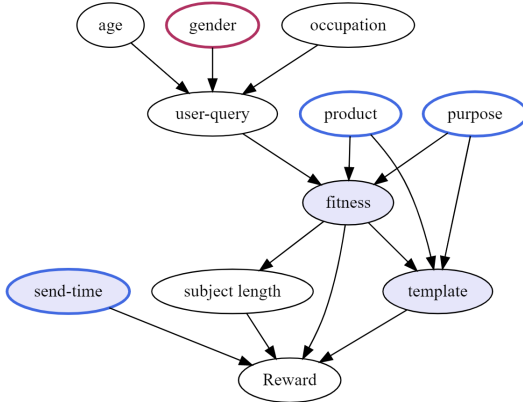 age
gender
occupation
user-query
product
purpose
fitness
send-time
subject length
template
Reward